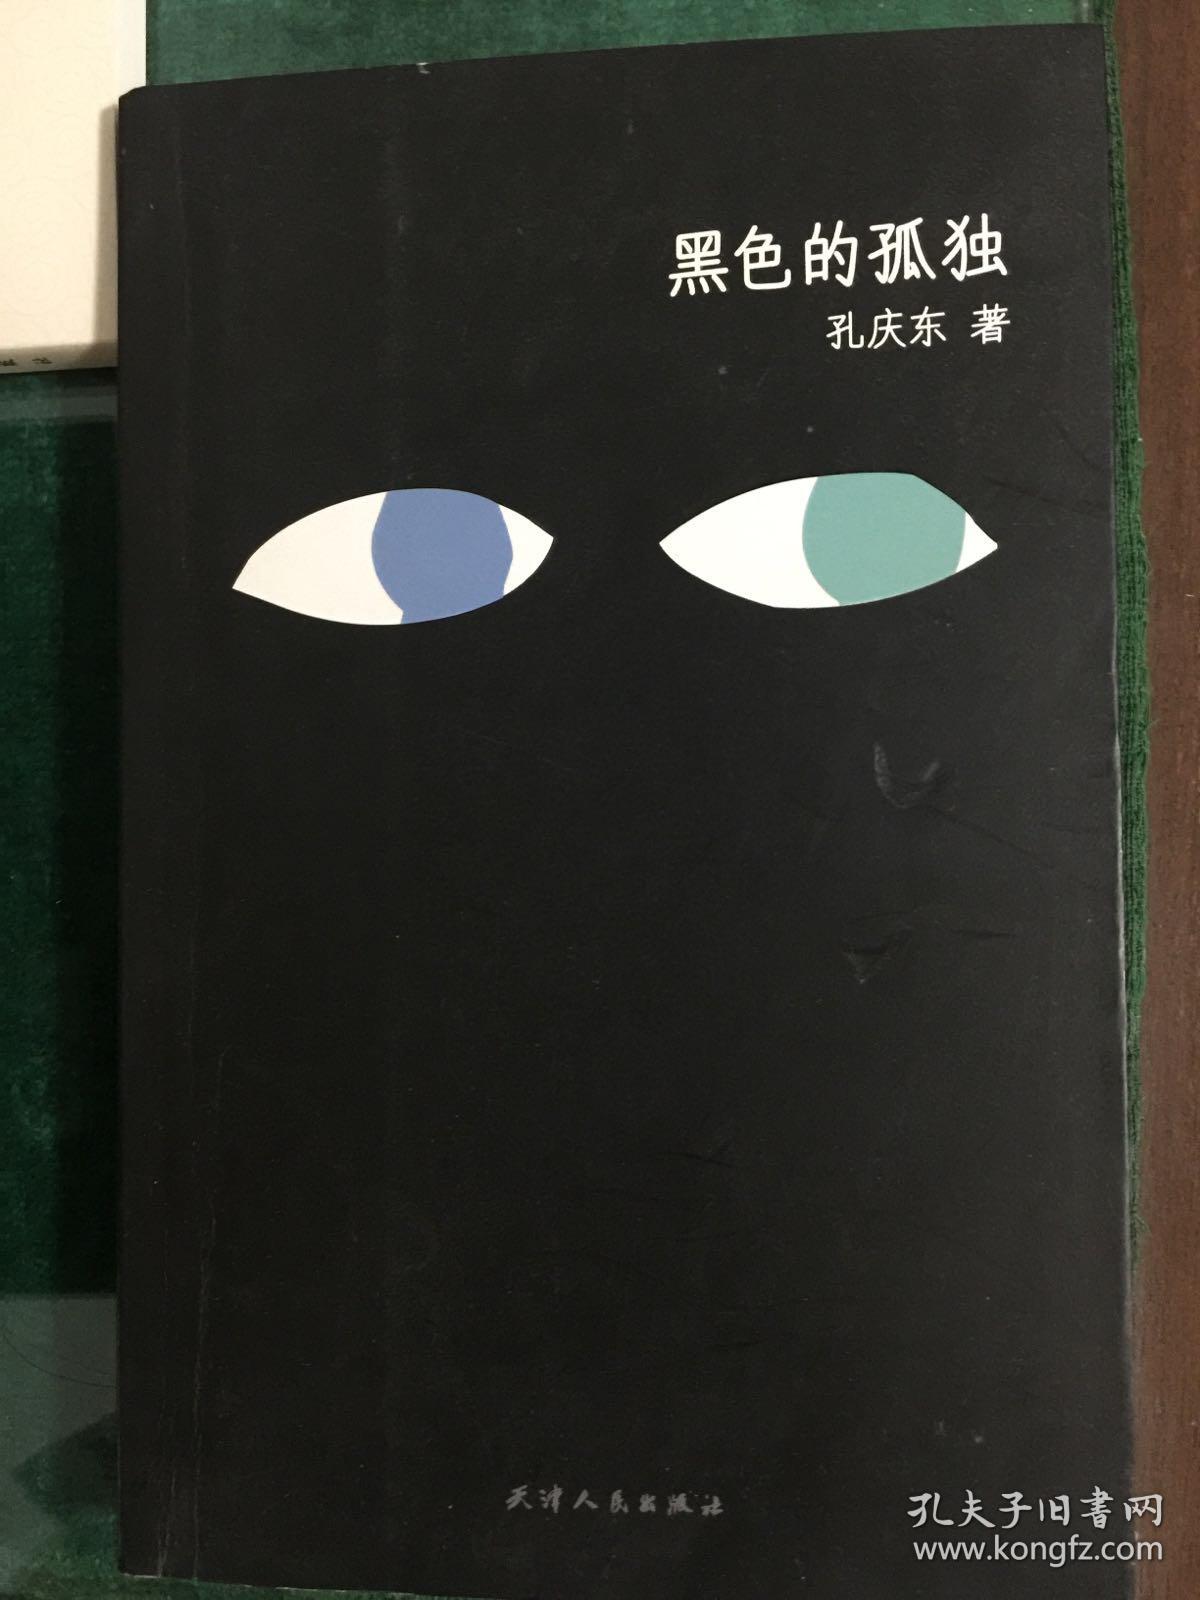 黑色的孤独
孔庆东 著
天津人民出版社
孔夫子旧书网
www.kongfz.com